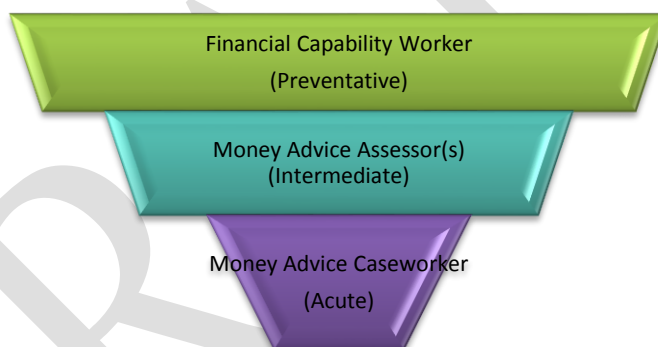 Financial Capability Worker
(Preventative)
Money Advice Assessor(s)
(Intermediate)
Money Advice Caseworker
(Acute)